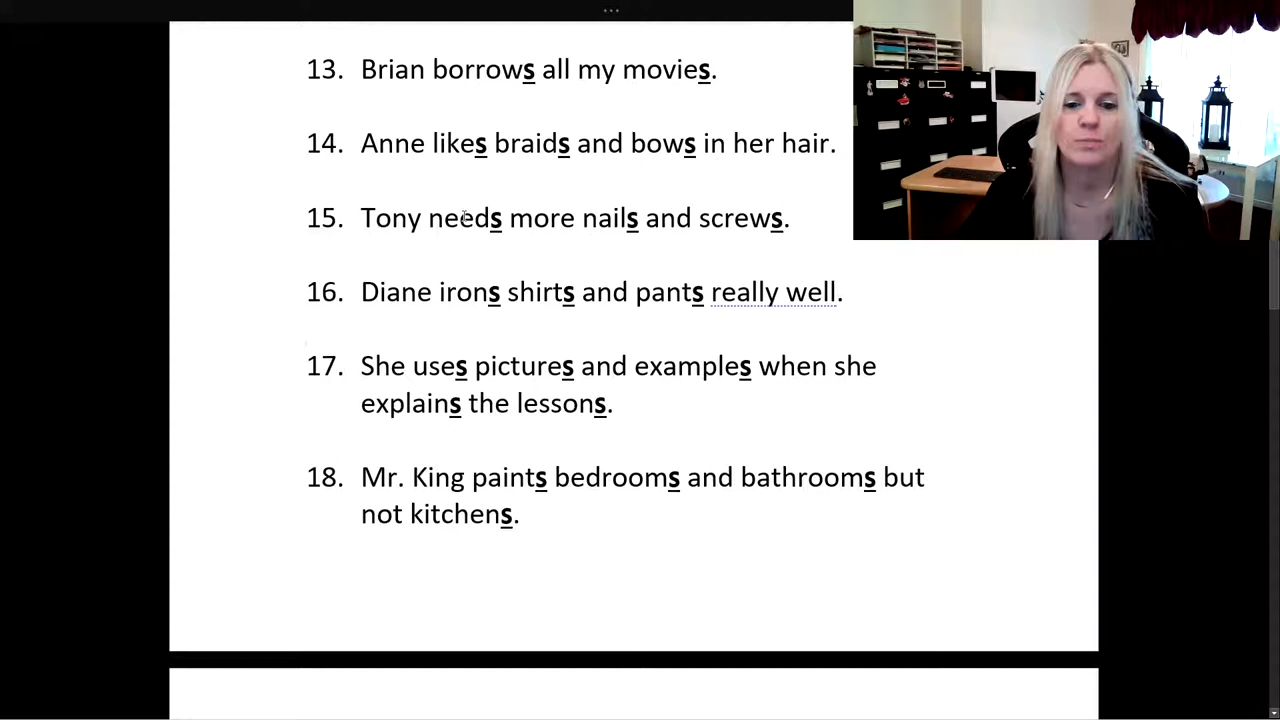 13. Brian borrows all my movies.
14. Anne likes braids and bows in her hair.
15. Tony needs more nails and screws.
16. Diane irons shirts and pants really well.
17. She uses pictures and examples when she
explains the lessons.
18. Mr. King paints bedrooms and bathrooms but
not kitchens.